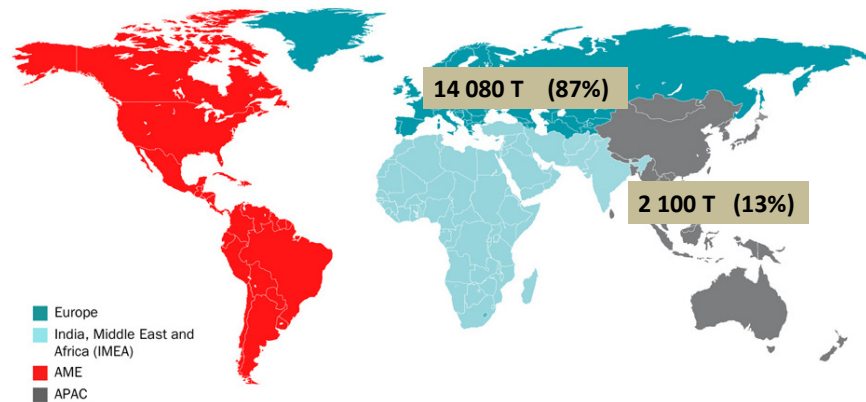 14 080 T (87%)
2 100 T (13%)
Europe
India, Middle East and
Africa (IMEA)
AME
APAC